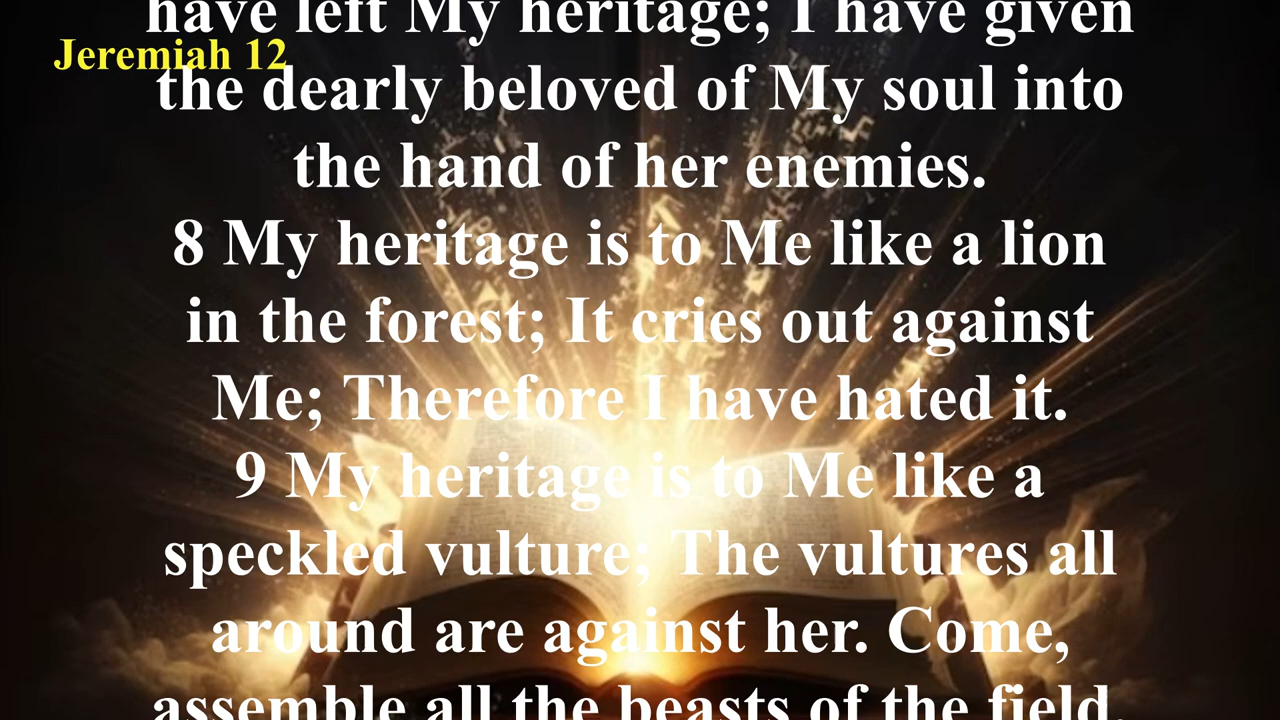 have left My heritage; I have given
Jeremiah 12
the dearly beloved of My soul into
the hand of her enemies.
8 My heritage is to Me like a lion
in the forest; It cries out against
Me; Therefore I have hated it.
9 My heritage is to Me like a
speckled vulture; The vultures all
around are against her. Come,
assemble all the beasts of the field